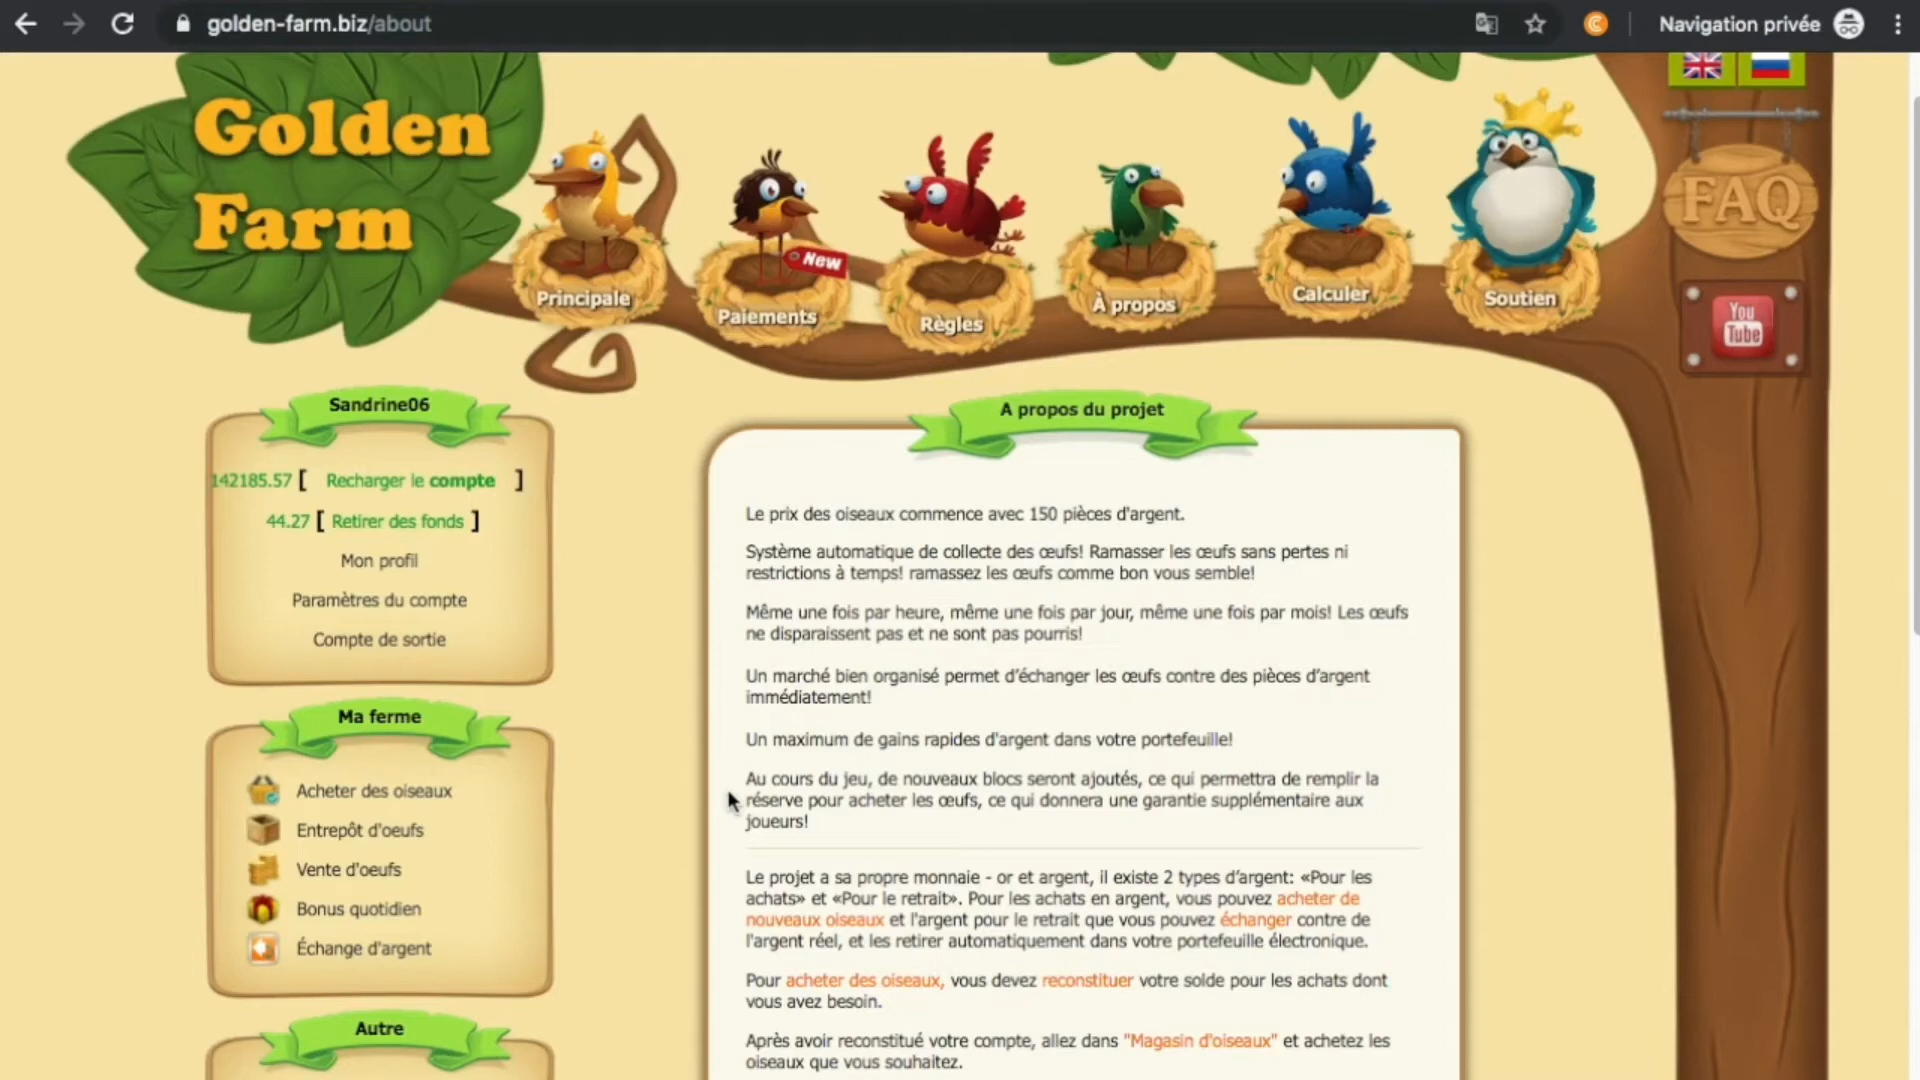 golden-farm.biz/about
Navigation privée
Golden
Farm
Principale
Paiements
New
Règles
À propos
Calculer
Soutien
FAQ
You
Tube
Sandrine06
142185.57 [ Recharger le compte ]
44.27 [ Retirer des fonds ]
Mon profil
Paramètres du compte
Compte de sortie
Ma ferme
Acheter des oiseaux
Entrepôt d'oeufs
Vente d'oeufs
Bonus quotidien
Échange d'argent
Autre
A propos du projet
Le prix des oiseaux commence avec 150 pièces d'argent.
Système automatique de collecte des œufs! Ramasser les œufs sans pertes ni
restrictions à temps! ramassez les œufs comme bon vous semble!
Même une fois par heure, même une fois par jour, même une fois par mois! Les œufs
ne disparaissent pas et ne sont pas pourris!
Un marché bien organisé permet d’échanger les œufs contre des pièces d’argent
immédiatement!
Un maximum de gains rapides d'argent dans votre portefeuille!
Au cours du jeu, de nouveaux blocs seront ajoutés, ce qui permettra de remplir la
réserve pour acheter les œufs, ce qui donnera une garantie supplémentaire aux
joueurs!
Le projet a sa propre monnaie - or et argent, il existe 2 types d’argent: «Pour les
achats» et «Pour le retrait». Pour les achats en argent, vous pouvez acheter de
nouveaux oiseaux et l'argent pour le retrait que vous pouvez échanger contre de
l'argent réel, et les retirer automatiquement dans votre portefeuille électronique.
Pour acheter des oiseaux, vous devez reconstituer votre solde pour les achats dont
vous avez besoin.
Après avoir reconstitué votre compte, allez dans "Magasin d'oiseaux" et achetez les
oiseaux que vous souhaitez.